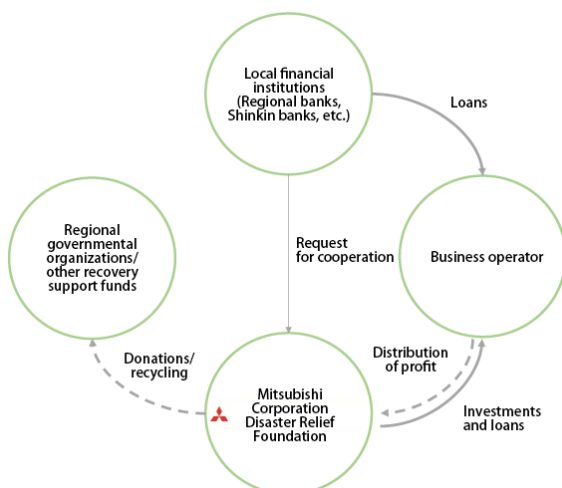 Local financial
institutions
(Regional banks,
Shinkin banks, etc.)
Loans
Regional
governmental
organizations/
other recovery
support funds
Request
for cooperation
Business operator
Donations/
recycling
Distribution
of profit
Mitsubishi
Corporation
Disaster Relief
Foundation
Investments
and loans